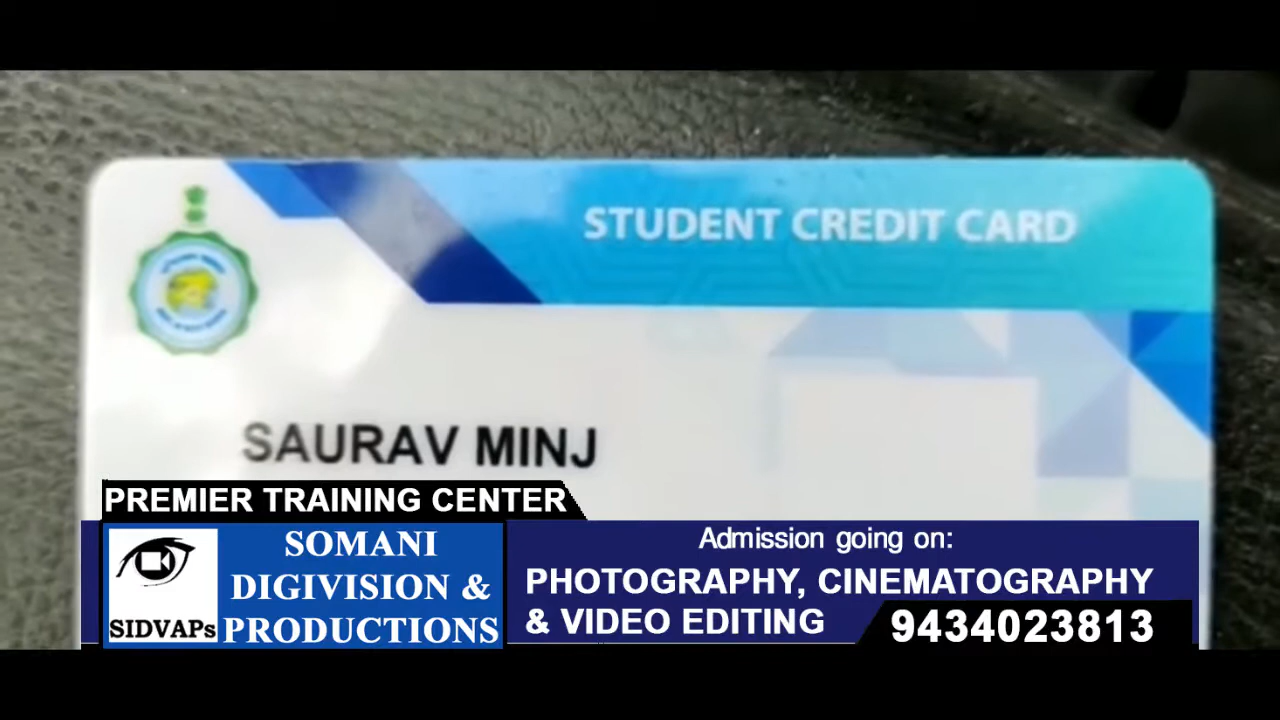 STUDENT CREDIT CARD
SAURAV MINJ
PREMIER TRAINING CENTER
SIDVAPs
SOMANI
DIGIVISION &
PRODUCTIONS
Admission going on:
PHOTOGRAPHY, CINEMATOGRAPHY
& VIDEO EDITING
9434023813